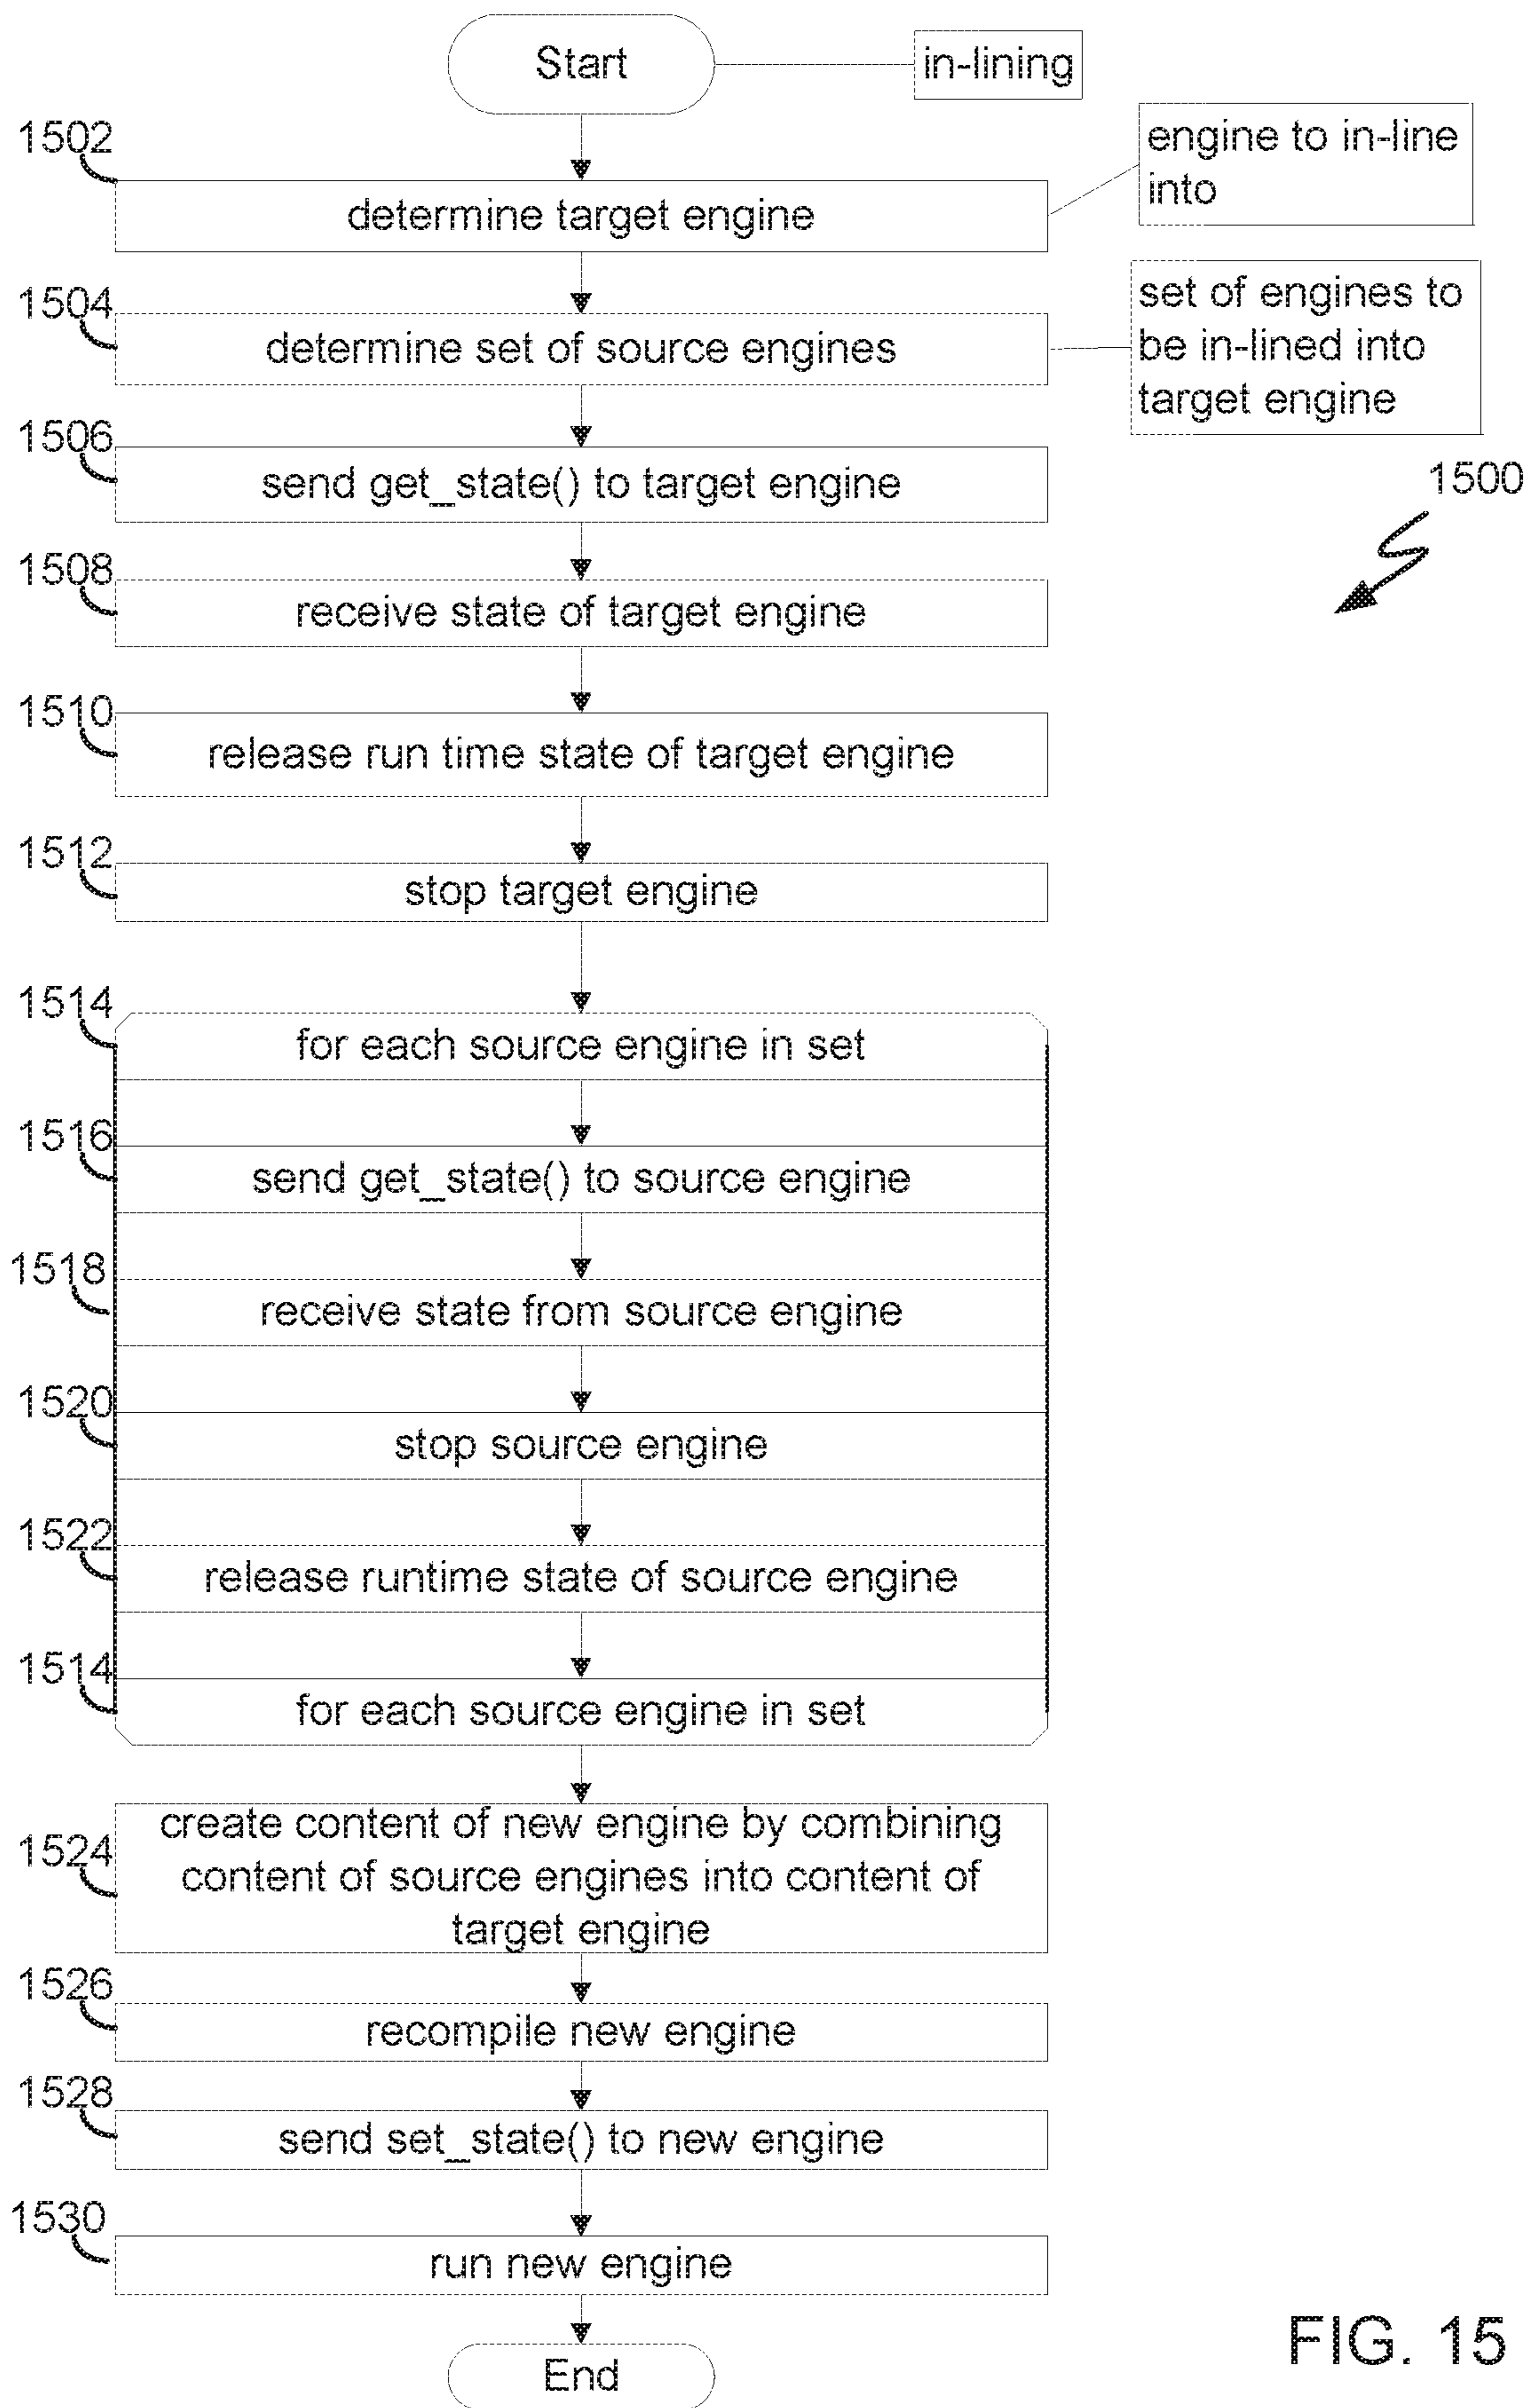 Start
in-lining
1502
determine target engine
engine to in-line
into
1504
determine set of source engines
set of engines to
be in-lined into
target engine
1506
send get_state() to target engine
1500
1508
receive state of target engine
1510
release run time state of target engine
1512
stop target engine
1514
for each source engine in set
1516
send get_state() to source engine
1518
receive state from source engine
1520
stop source engine
1522
release runtime state of source engine
1514
for each source engine in set
1524
create content of new engine by combining
content of source engines into content of
target engine
1526
recompile new engine
1528
send set_state() to new engine
1530
run new engine
End
FIG. 15